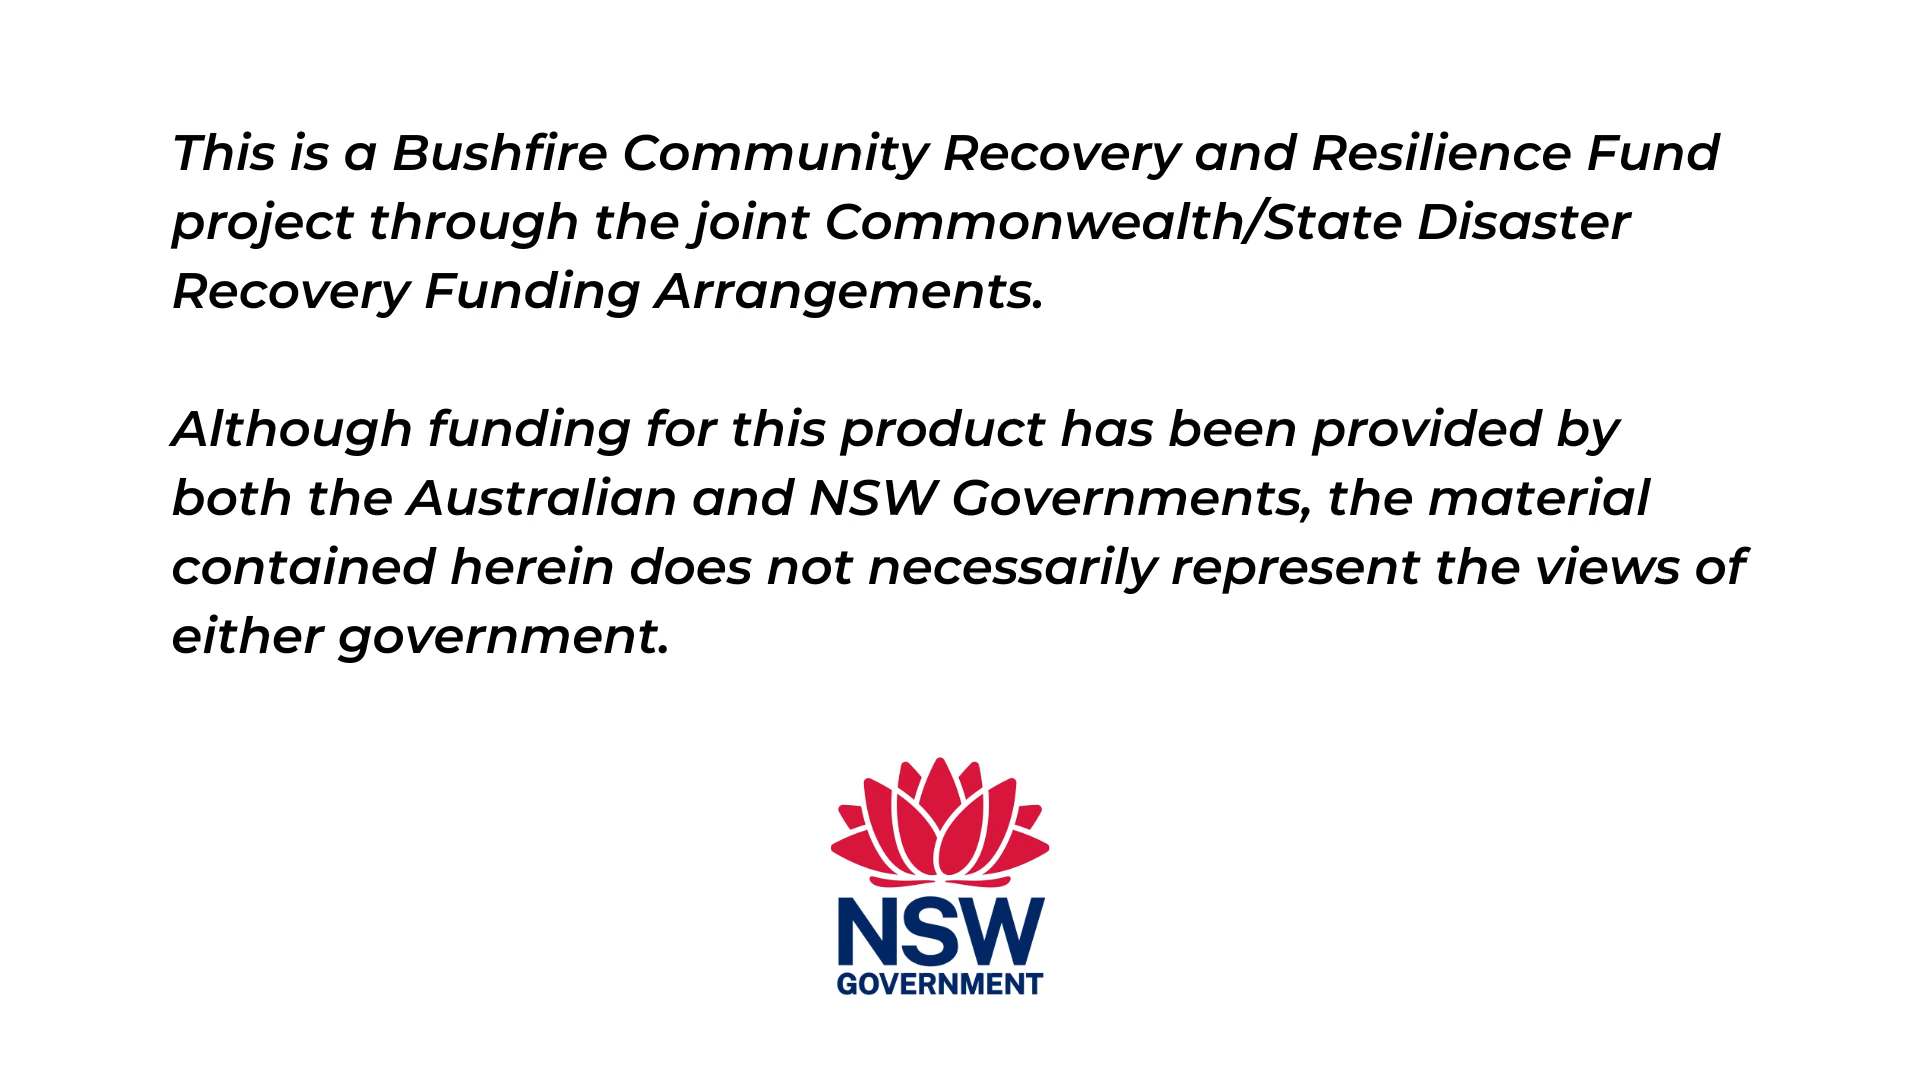 This is a Bushfire Community Recovery and Resilience Fund
project through the joint Commonwealth/State Disaster
Recovery Funding Arrangements.
Although funding for this product has been provided by
both the Australian and NSW Governments, the material
contained herein does not necessarily represent the views of
either government.
NSW
GOVERNMENT